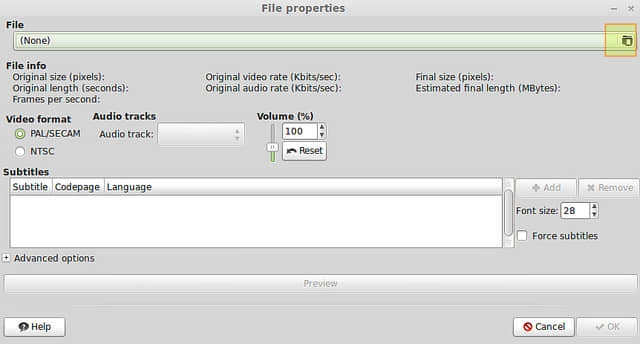 File properties
File
(None)
File info
Original size (pixels): Original video rate (Kbits/sec): Final size (pixels):
Original length (seconds): Original audio rate (Kbits/sec): Estimated final length (MBytes):
Frames per second:
Video format Audio tracks Volume (%)
PAL/SECAM Audio track: 100
NTSC Reset
Subtitles
Subtitle Codepage Language Add Remove
Font size: 28
Force subtitles
Advanced options
Preview
Help Cancel OK